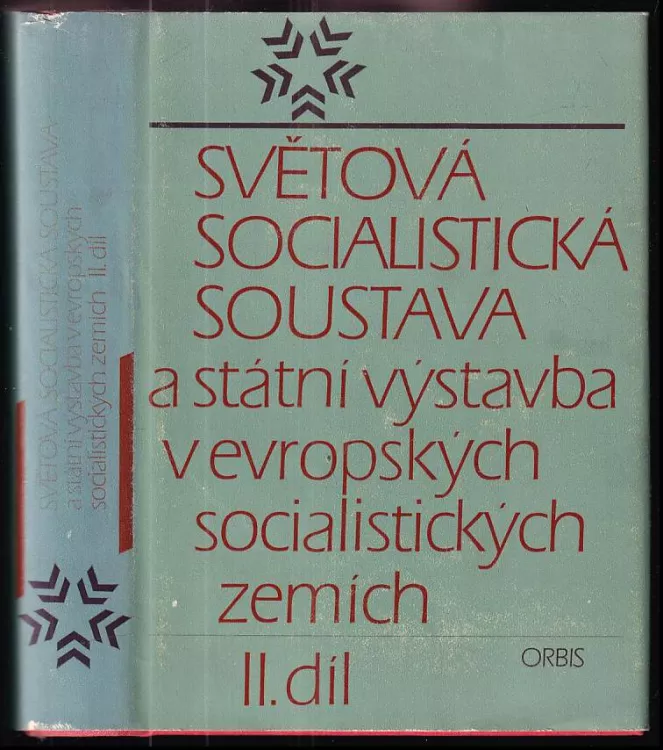 SVĚTOVÁ SOCIALISTICKÁ SOUSTAVA
a státní výstavba v evropských
socialistických zemích II. díl
SVĚTOVÁ
SOCIALISTICKÁ
SOUSTAVA
a státní výstavba
v evropských
socialistických
zemích
II. díl
ORBIS